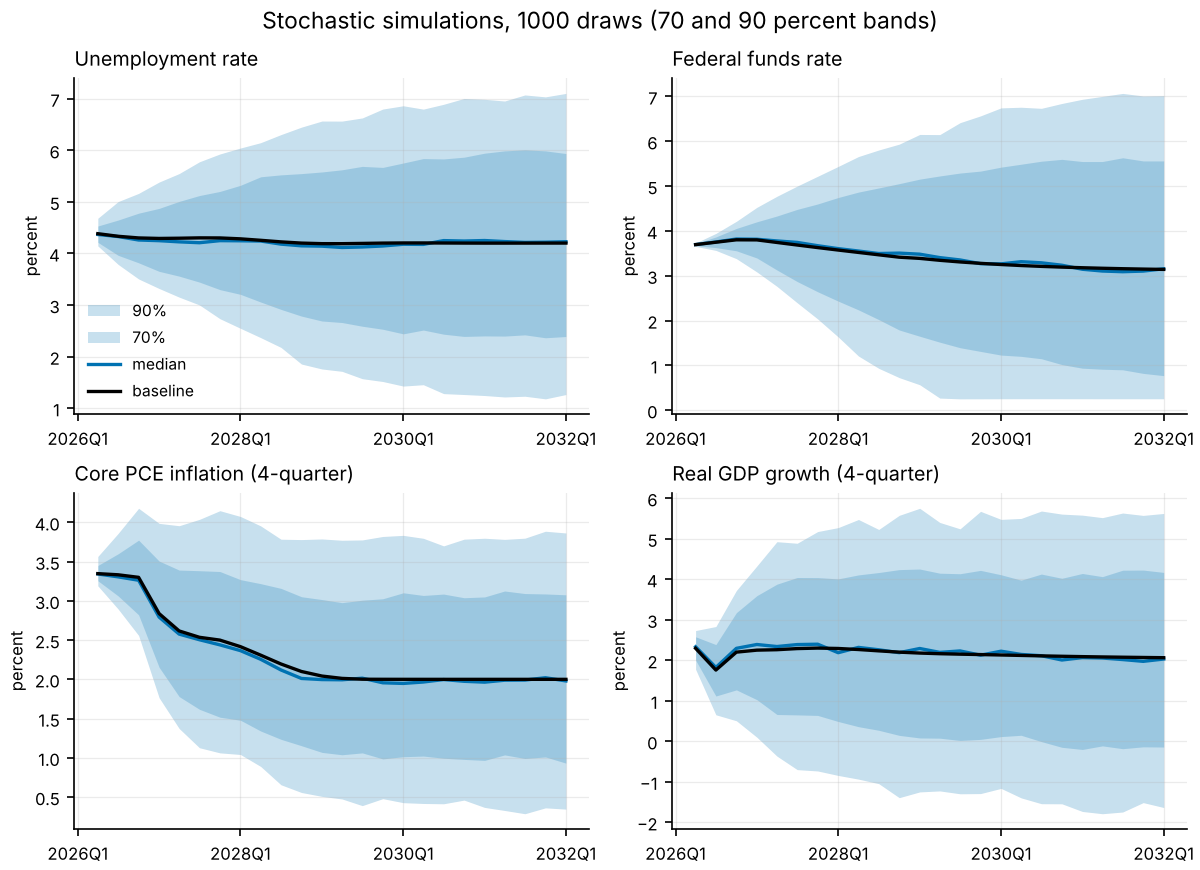 Stochastic simulations, 1000 draws (70 and 90 percent bands)
Unemployment rate
percent
7
6
5
4
3
2
1
90%
70%
median
baseline
2026Q1 2028Q1 2030Q1 2032Q1
Federal funds rate
percent
7
6
5
4
3
2
1
0
2026Q1 2028Q1 2030Q1 2032Q1
Core PCE inflation (4-quarter)
percent
4.0
3.5
3.0
2.5
2.0
1.5
1.0
0.5
2026Q1 2028Q1 2030Q1 2032Q1
Real GDP growth (4-quarter)
percent
6
5
4
3
2
1
0
−1
−2
2026Q1 2028Q1 2030Q1 2032Q1